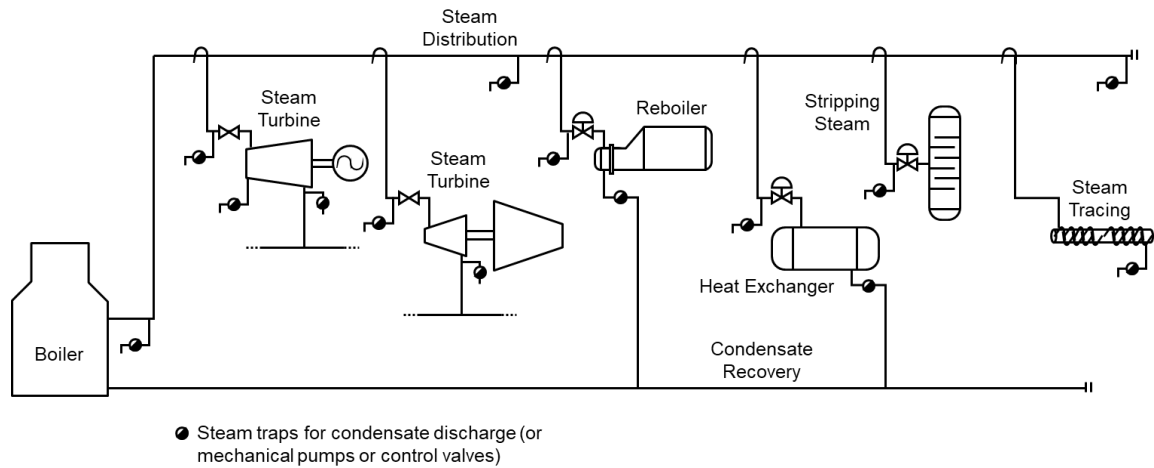 Steam
Distribution
Steam
Turbine
Reboiler
Stripping
Steam
Steam
Turbine
Steam
Tracing
Heat Exchanger
Boiler
Condensate
Recovery
Steam traps for condensate discharge (or
mechanical pumps or control valves)